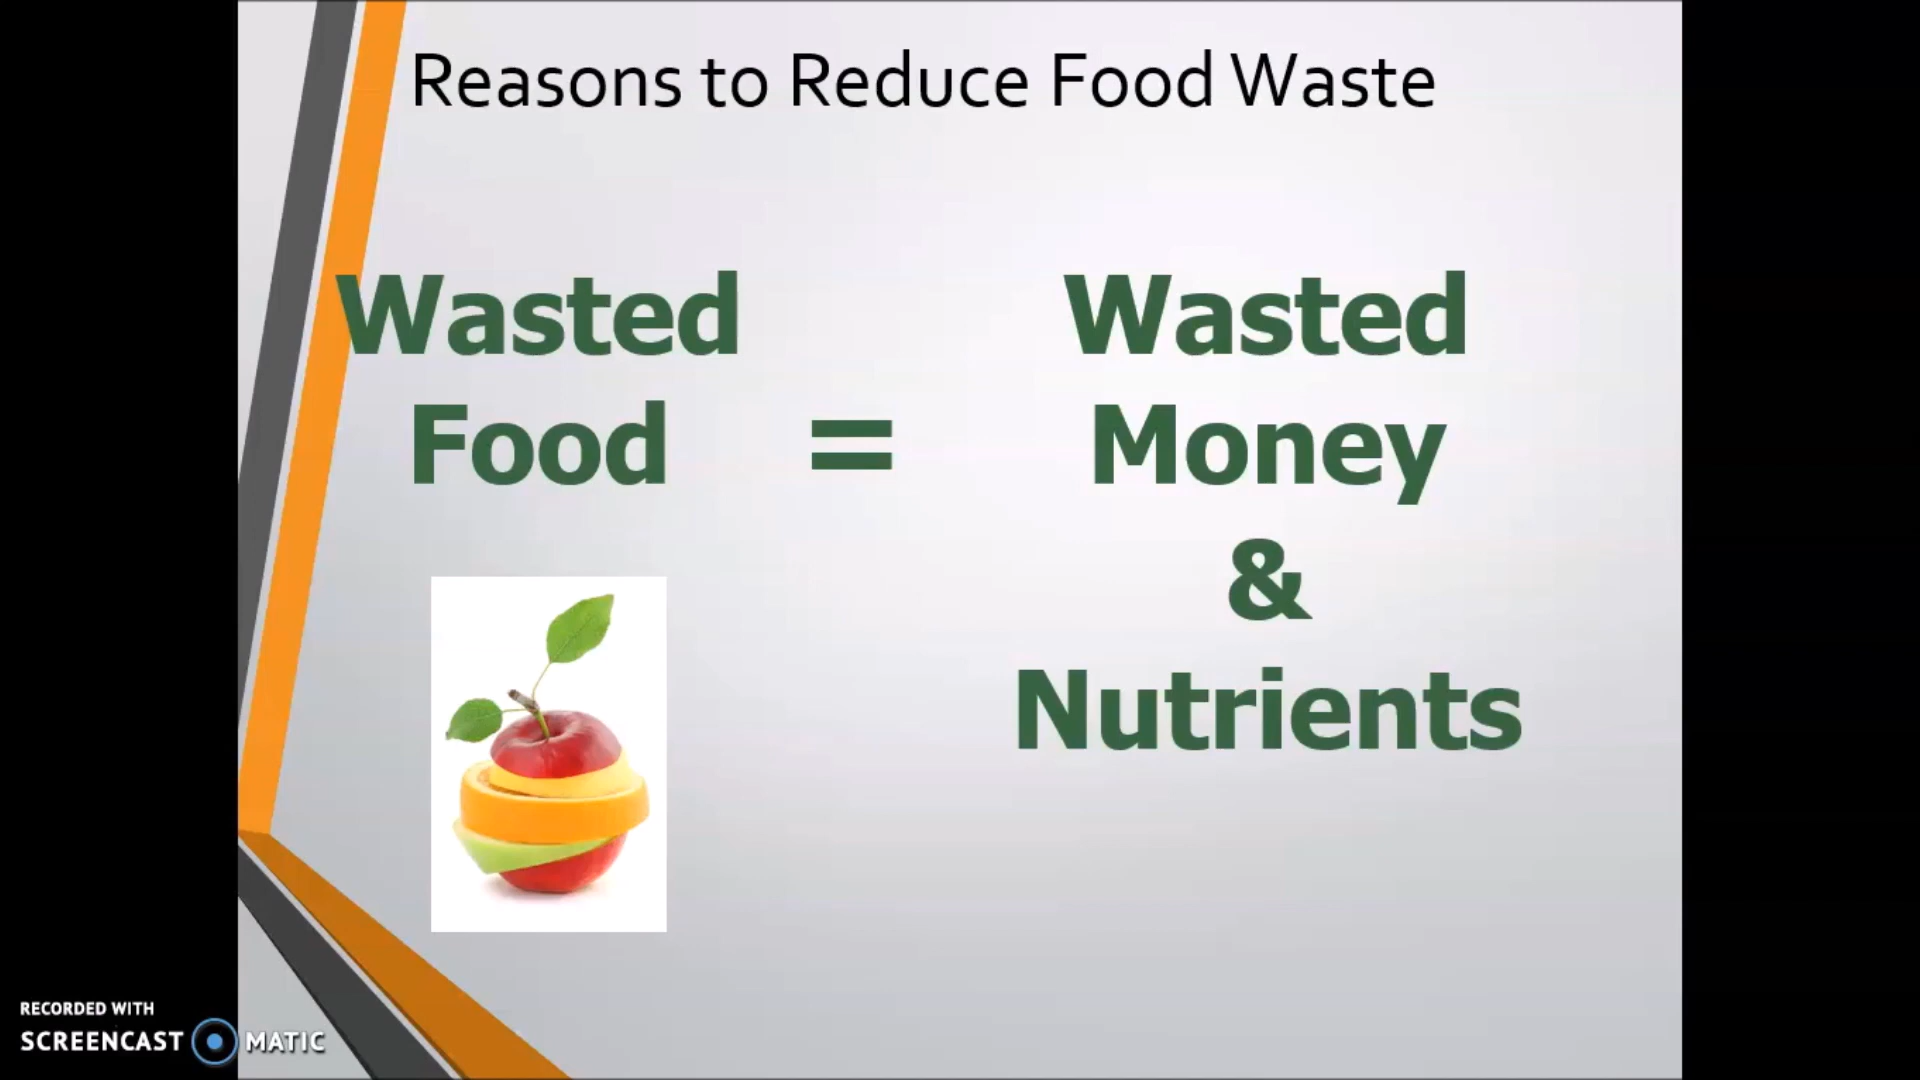 Reasons to Reduce Food Waste
Wasted
Food
=
Wasted
Money
&
Nutrients
RECORDED WITH
SCREENCAST MATIC